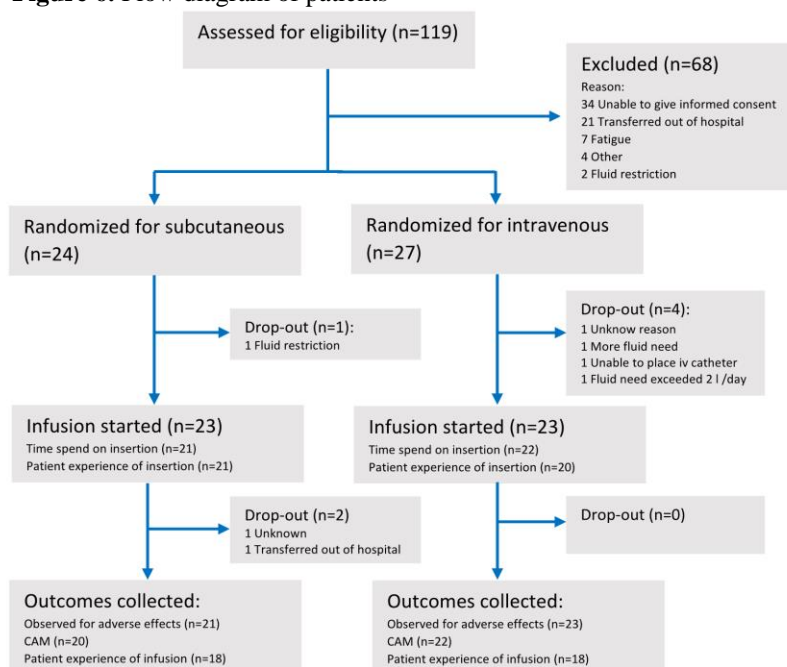 Figure 6. Flow diagram of patients
Assessed for eligibility (n=119)
Excluded (n=68)
Reason:
34 Unable to give informed consent
21 Transferred out of hospital
7 Fatigue
4 Other
2 Fluid restriction
Randomized for subcutaneous
(n=24)
Randomized for intravenous
(n=27)
Drop-out (n=1):
1 Fluid restriction
Drop-out (n=4):
1 Unknow reason
1 More fluid need
1 Unable to place iv catheter
1 Fluid need exceeded 2 l /day
Infusion started (n=23)
Time spend on insertion (n=21)
Patient experience of insertion (n=21)
Infusion started (n=23)
Time spend on insertion (n=22)
Patient experience of insertion (n=20)
Drop-out (n=2)
1 Unknown
1 Transferred out of hospital
Drop-out (n=0)
Outcomes collected:
Observed for adverse effects (n=21)
CAM (n=20)
Patient experience of infusion (n=18)
Outcomes collected:
Observed for adverse effects (n=23)
CAM (n=22)
Patient experience of infusion (n=18)